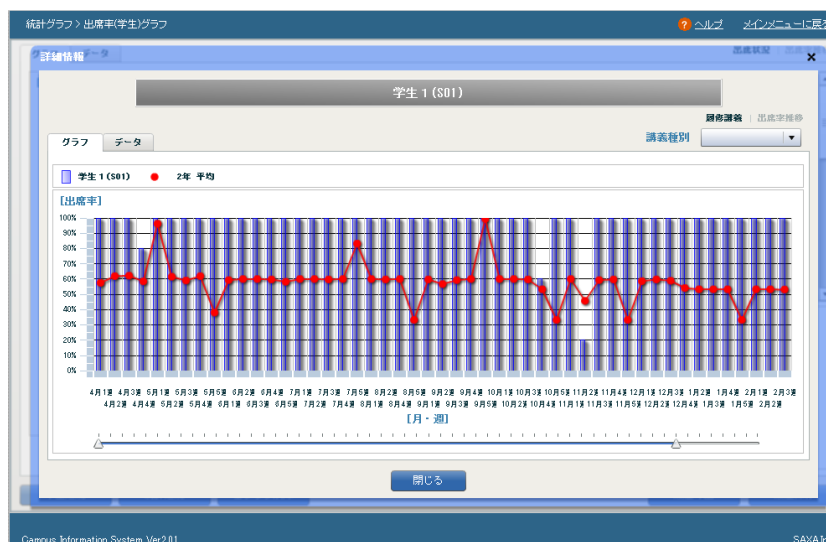 統計グラフ > 出席率(学生)グラフ
? ヘルプ メインメニューに戻
詳細情報
学生1(S01)
履修講義 | 出席率推移
グラフ データ
講義種別
学生1(S01) 2年 平均
[出席率]
100%
90%
80%
70%
60%
50%
40%
30%
20%
10%
0%
4月1週 4月3週 5月1週 5月3週 5月5週 6月2週 6月4週 7月1週 7月3週 7月5週 8月2週 8月5週 9月2週 9月4週 10月1週 10月3週 10月5週 11月2週 11月4週 12月1週 12月3週 1月2週 1月4週 2月1週 2月3週
4月2週 4月4週 5月2週 5月4週 6月1週 6月3週 6月5週 7月2週 7月4週 8月1週 8月4週 9月1週 9月3週 9月5週 10月2週 10月4週 11月1週 11月3週 11月5週 12月2週 12月4週 1月3週 1月5週 2月2週
[月・週]
閉じる
Campus Information System Ver2.01
SAXA